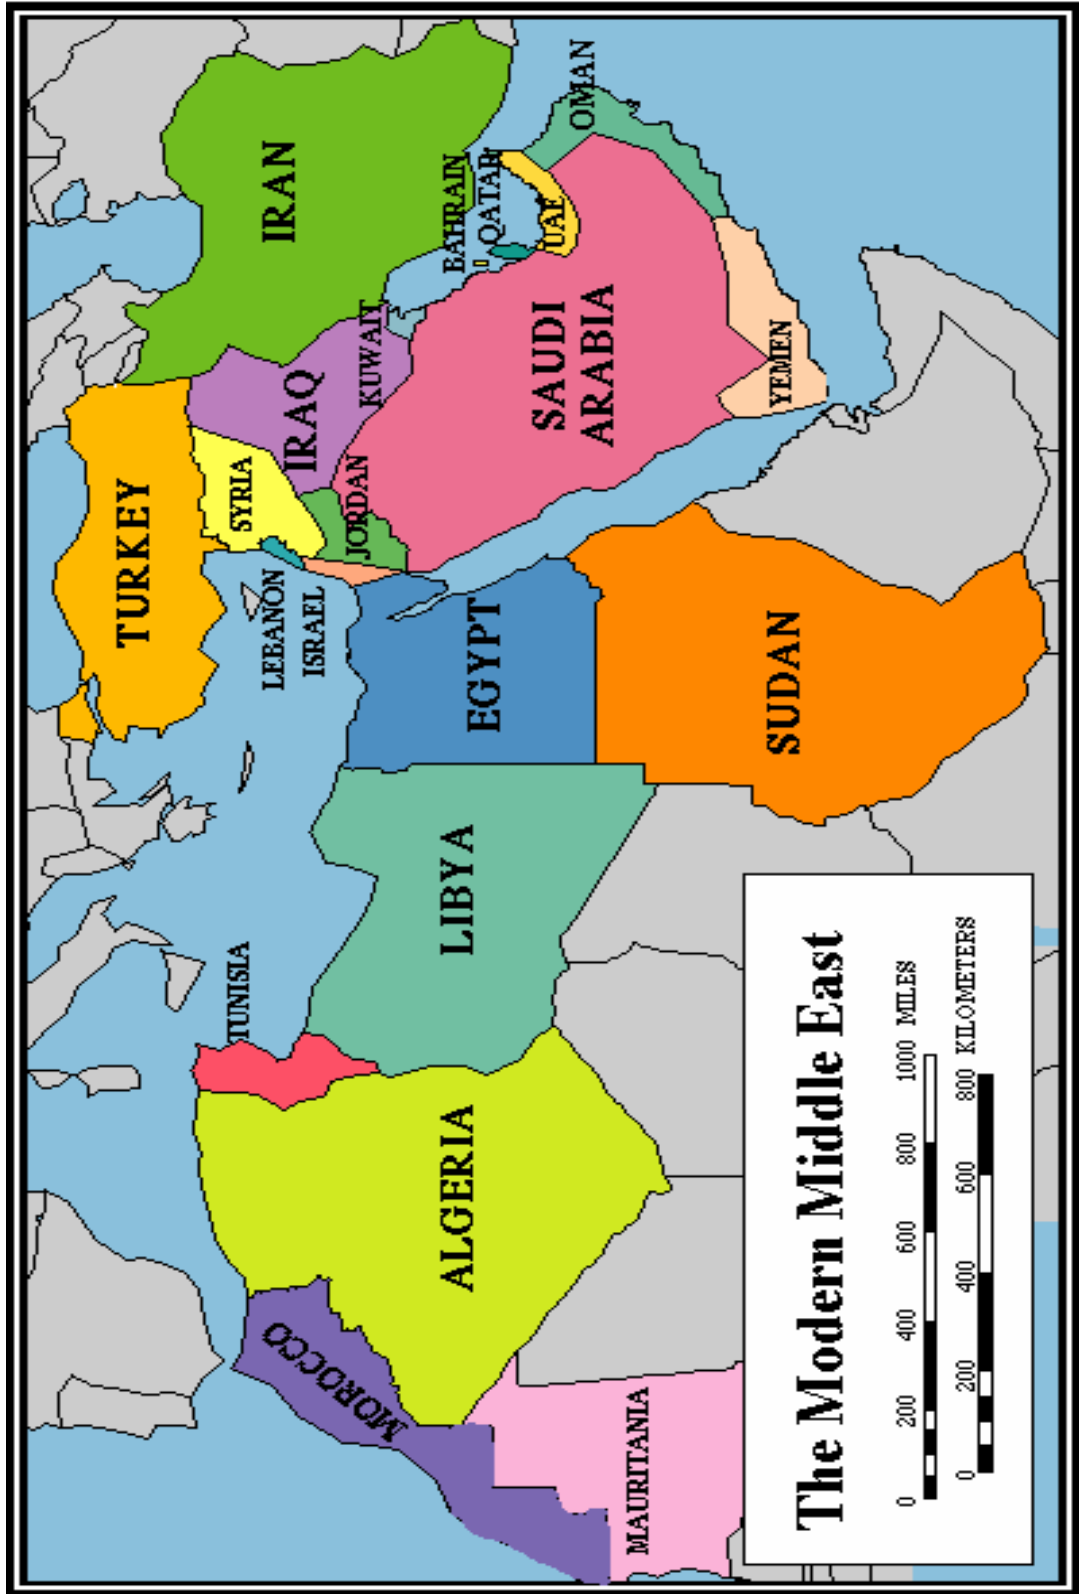 TURKEY
IRAN
SYRIA
IRAQ
LEBANON
ISRAEL
JORDAN
KUWAIT
BAHRAIN
QATAR
UAE
OMAN
SAUDI
ARABIA
YEMEN
TUNISIA
MOROCCO
ALGERIA
LIBYA
EGYPT
MAURITANIA
SUDAN
The Modern Middle East
0 200 400 600 800 1000 MILES
0 200 400 600 800 KILOMETERS